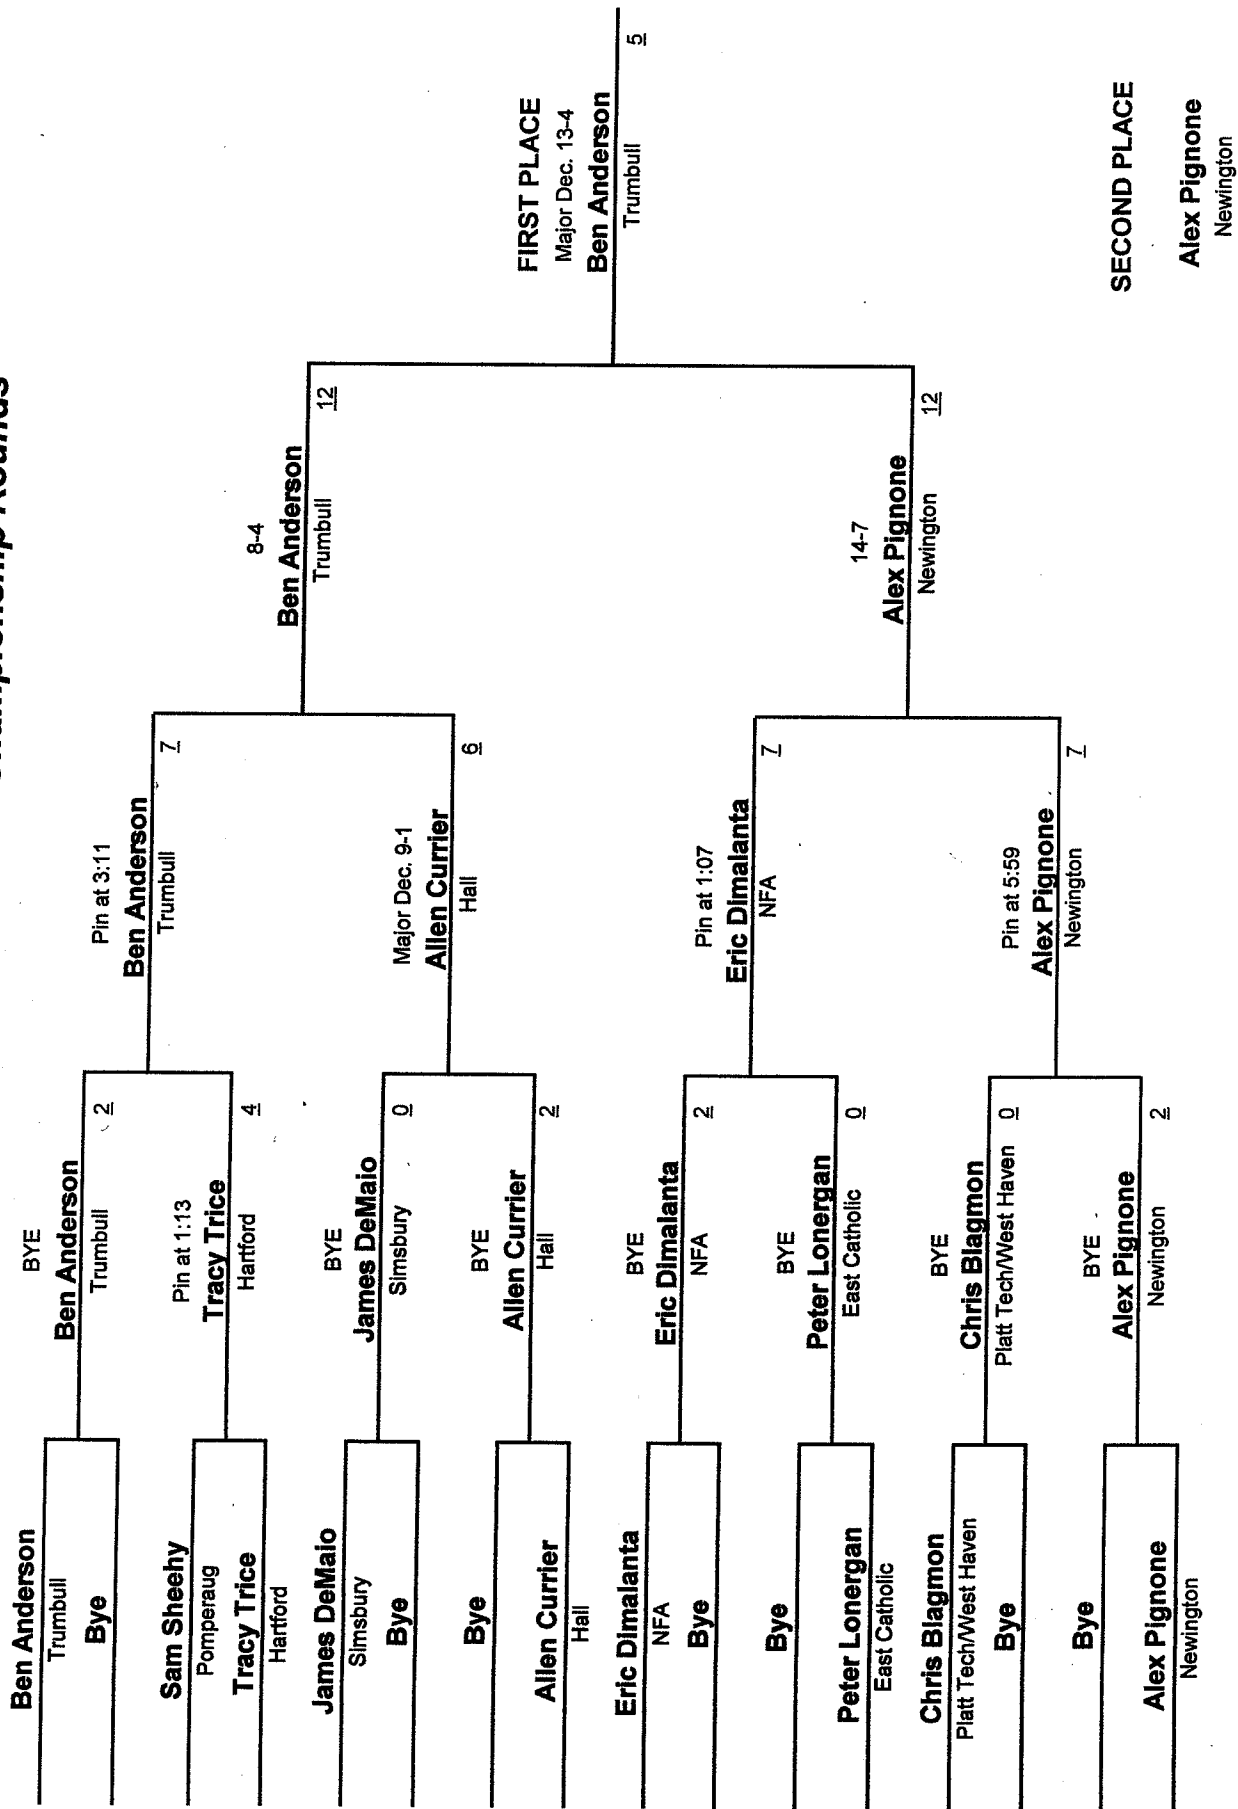 Championship Rounds
Ben Anderson
Trumbull
Bye
Sam Sheehy
Pomperaug
Tracy Trice
Hartford
James DeMaio
Simsbury
Bye
Bye
Allen Currier
Hall
Eric Dimalanta
NFA
Bye
Bye
Peter Lonergan
East Catholic
Chris Blagmon
Platt Tech/West Haven
Bye
Bye
Alex Pignone
Newington
BYE
Ben Anderson
Trumbull 2
Pin at 1:13
Tracy Trice
Hartford 4
BYE
James DeMaio
Simsbury 0
BYE
Allen Currier
Hall 2
BYE
Eric Dimalanta
NFA 2
BYE
Peter Lonergan
East Catholic 0
BYE
Chris Blagmon
Platt Tech/West Haven 0
BYE
Alex Pignone
Newington 2
Pin at 3:11
Ben Anderson
Trumbull 7
Major Dec. 9-1
Allen Currier
Hall 6
Pin at 1:07
Eric Dimalanta
NFA 7
Pin at 5:59
Alex Pignone
Newington 7
8-4
Ben Anderson
Trumbull 12
14-7
Alex Pignone
Newington 12
FIRST PLACE
Major Dec. 13-4
Ben Anderson
Trumbull 5
SECOND PLACE
Alex Pignone
Newington